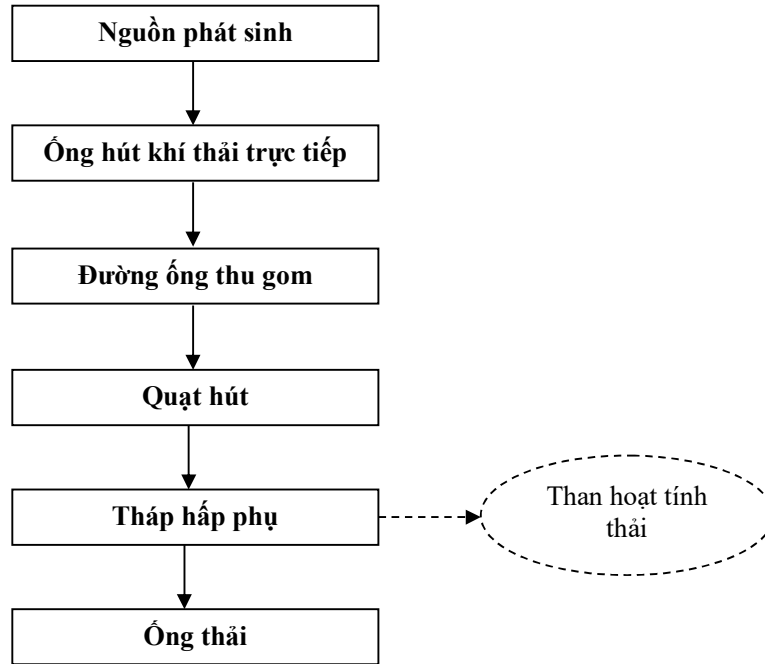 Nguồn phát sinh
Ống hút khí thải trực tiếp
Đường ống thu gom
Quạt hút
Tháp hấp phụ
Than hoạt tính
thải
Ống thải